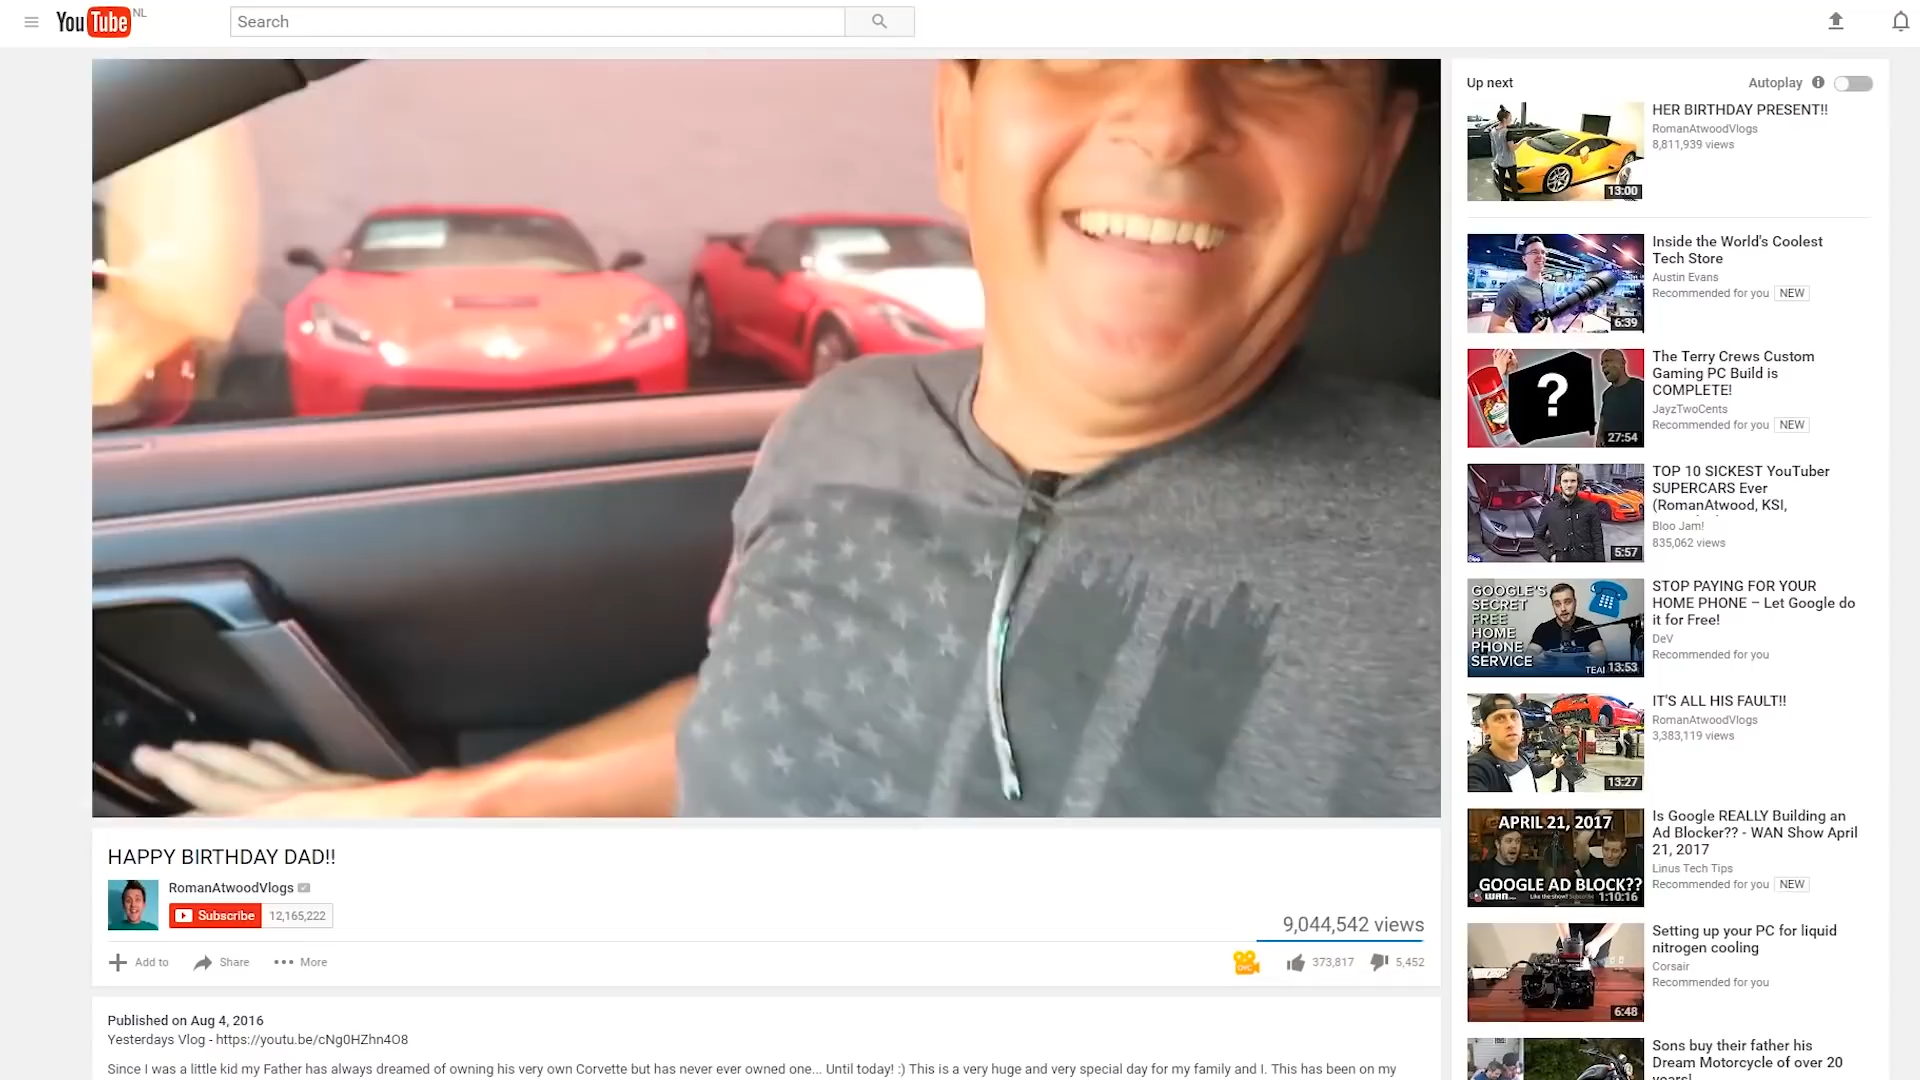 YouTube NL
Search
HAPPY BIRTHDAY DAD!!
RomanAtwoodVlogs
Subscribe 12,165,222
9,044,542 views
Add to Share More
373,817 5,452
Published on Aug 4, 2016
Yesterdays Vlog - https://youtu.be/cNg0HZhn4O8
Since I was a little kid my Father has always dreamed of owning his very own Corvette but has never ever owned one... Until today! :) This is a very huge and very special day for my family and I. This has been on my
Up next Autoplay
HER BIRTHDAY PRESENT!!
RomanAtwoodVlogs
8,811,939 views
13:00
Inside the World's Coolest
Tech Store
Austin Evans
Recommended for you NEW
6:39
The Terry Crews Custom
Gaming PC Build is
COMPLETE!
JayzTwoCents
Recommended for you NEW
?
27:54
TOP 10 SICKEST YouTuber
SUPERCARS Ever
(RomanAtwood, KSI,
Bloo Jam!
835,062 views
5:57
STOP PAYING FOR YOUR
HOME PHONE – Let Google do
it for Free!
DeV
Recommended for you
GOOGLE'S
SECRET
FREE
HOME
PHONE
SERVICE
13:53
IT'S ALL HIS FAULT!!
RomanAtwoodVlogs
3,383,119 views
13:27
Is Google REALLY Building an
Ad Blocker?? - WAN Show April
21, 2017
Linus Tech Tips
Recommended for you NEW
APRIL 21, 2017
GOOGLE AD BLOCK??
WAN
1:10:16
Setting up your PC for liquid
nitrogen cooling
Corsair
Recommended for you
6:48
Sons buy their father his
Dream Motorcycle of over 20
years!